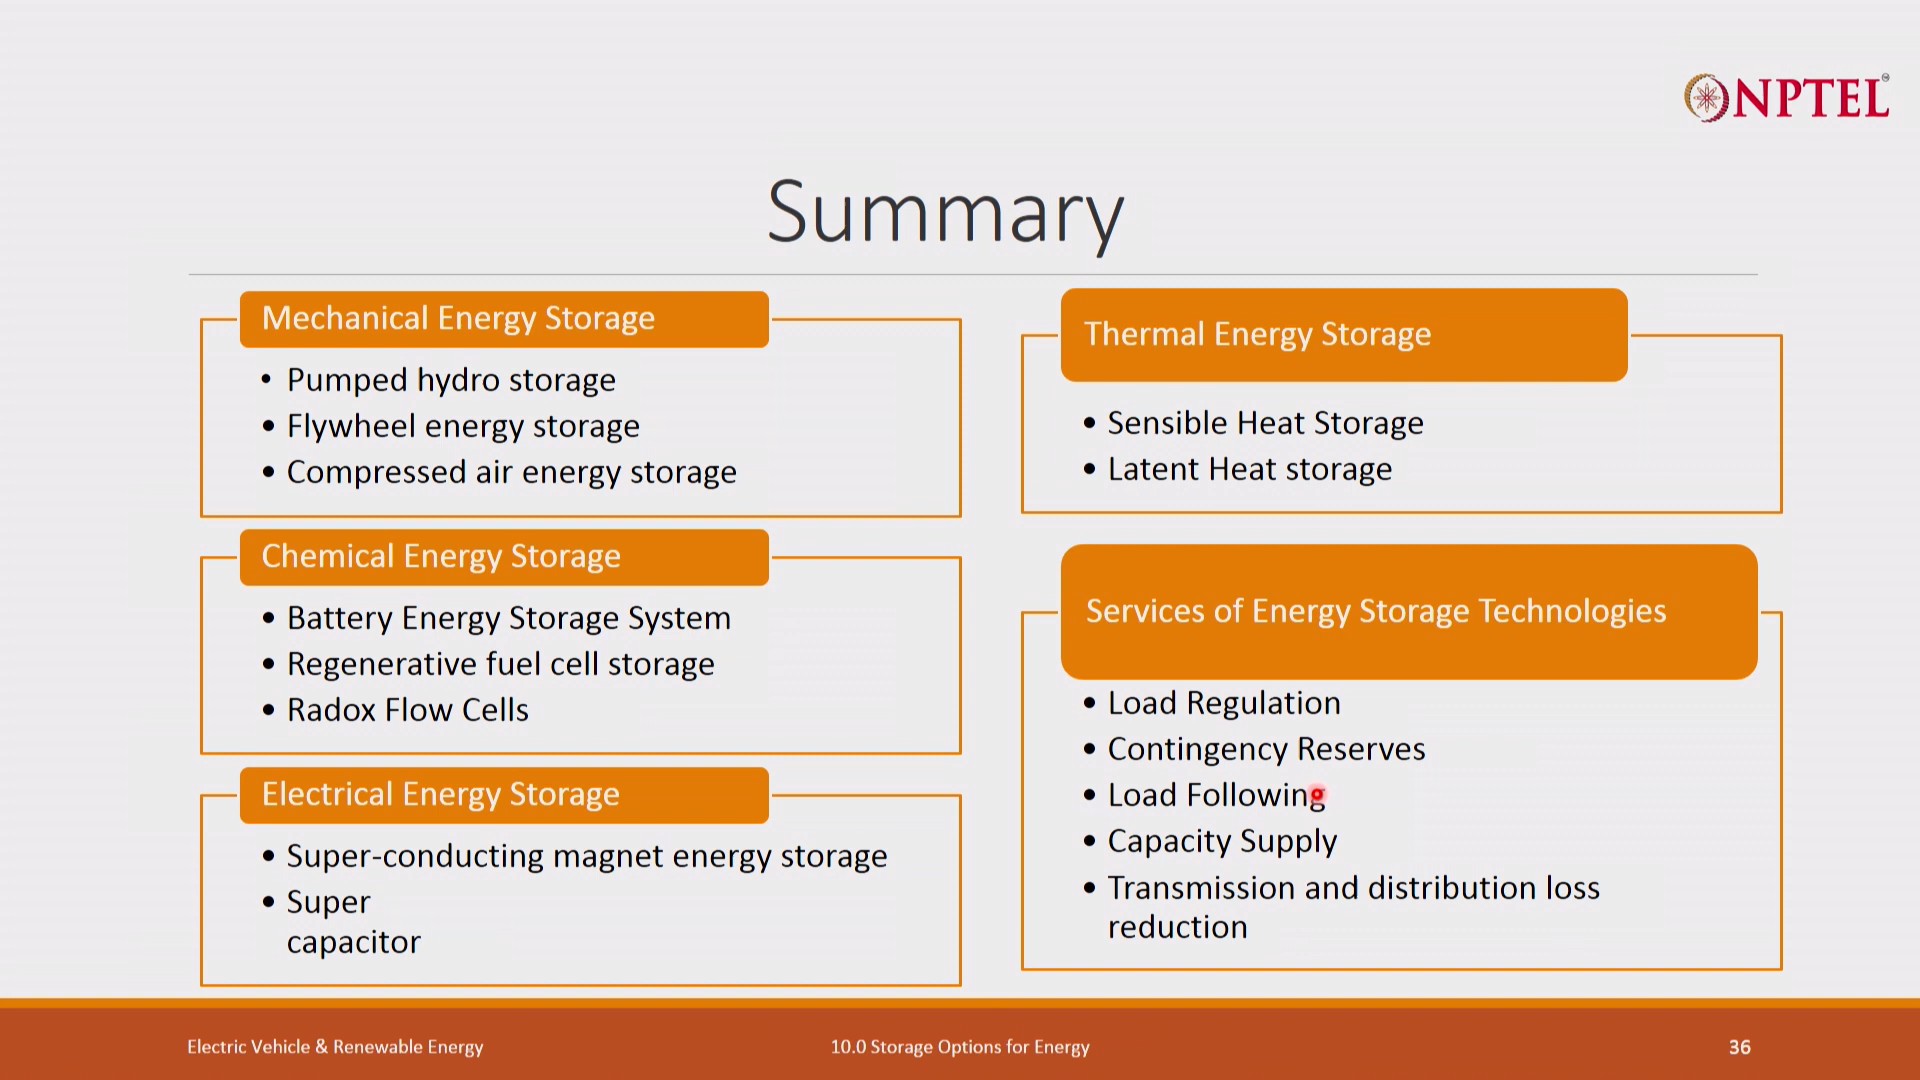 NPTEL
Summary
Mechanical Energy Storage
• Pumped hydro storage
• Flywheel energy storage
• Compressed air energy storage
Chemical Energy Storage
• Battery Energy Storage System
• Regenerative fuel cell storage
• Radox Flow Cells
Electrical Energy Storage
• Super-conducting magnet energy storage
• Super
capacitor
Thermal Energy Storage
• Sensible Heat Storage
• Latent Heat storage
Services of Energy Storage Technologies
• Load Regulation
• Contingency Reserves
• Load Following
• Capacity Supply
• Transmission and distribution loss
reduction
Electric Vehicle & Renewable Energy
10.0 Storage Options for Energy
36